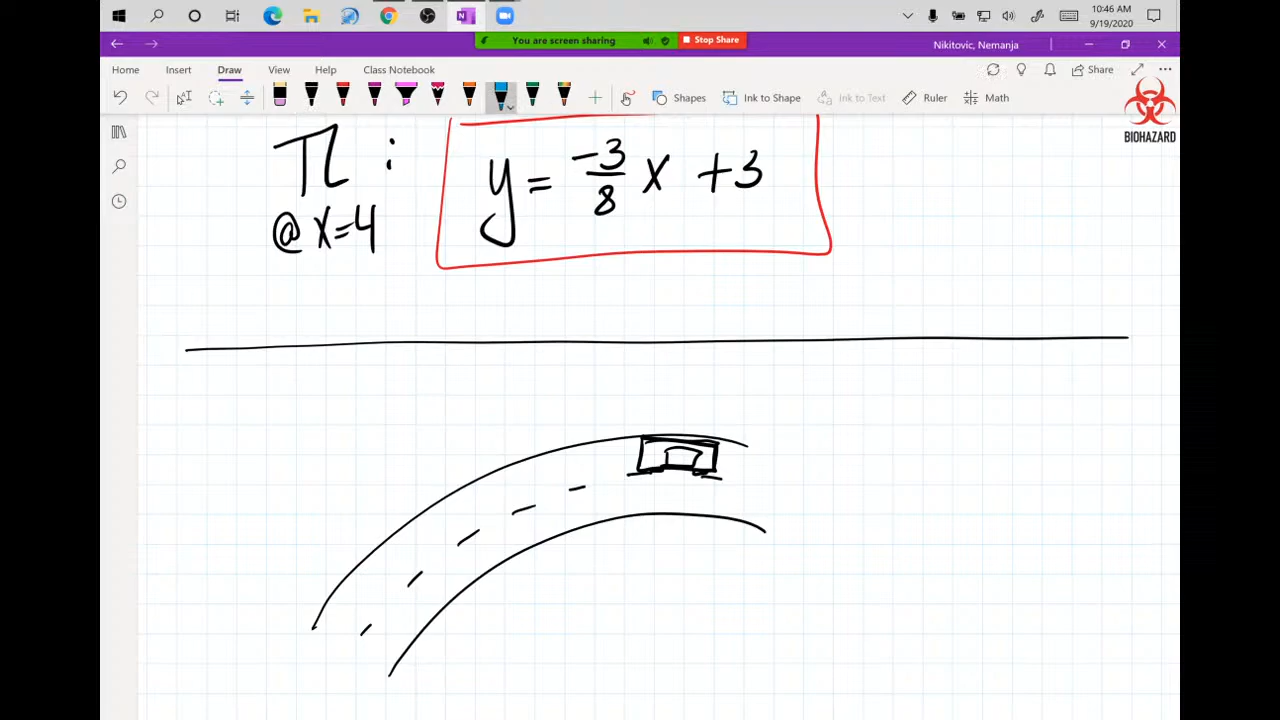 10:46 AM
9/19/2020
You are screen sharing
Stop Share
Nikitovic, Nemanja
Home Insert Draw View Help Class Notebook Share
Shapes Ink to Shape Ink to Text Ruler Math
BIOHAZARD
TL : y = -3/8 x + 3
@ x=4